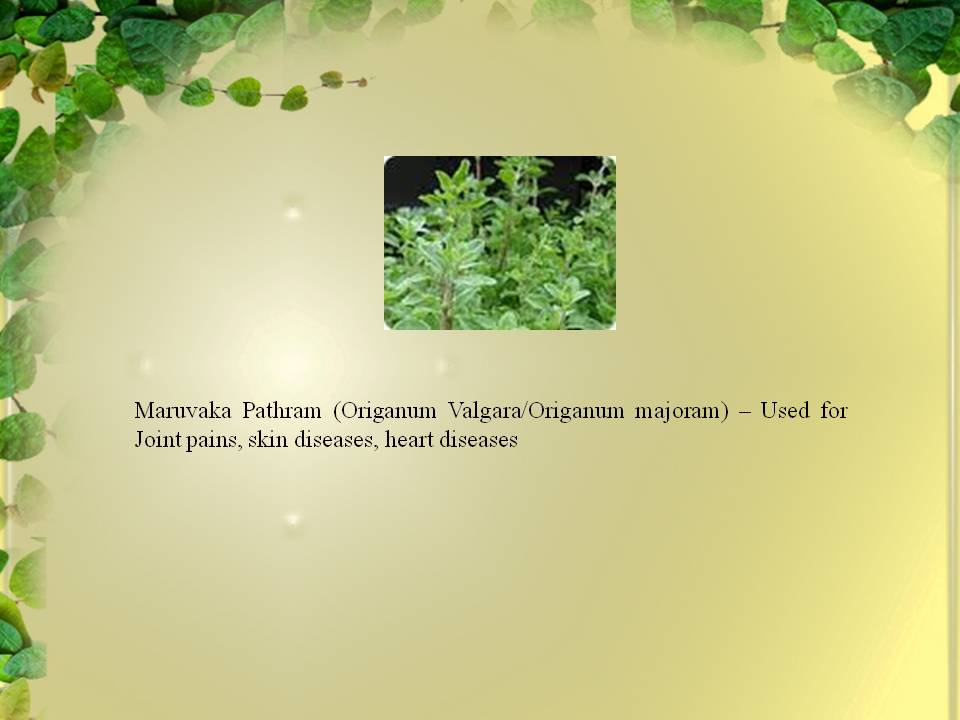 Maruvaka Pathram (Origanum Valgara/Origanum majoram) – Used for
Joint pains, skin diseases, heart diseases